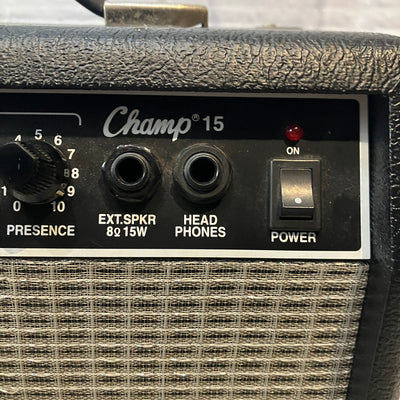 Champ® 15
4 5 6
7
8
1 9
0 10
PRESENCE
EXT.SPKR
8Ω 15W
HEAD
PHONES
ON
POWER